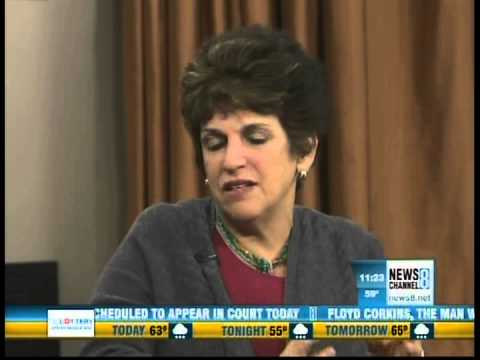 11:23
59°
NEWS 8
CHANNEL
news8.net
LOTTERY
CHEDULED TO APPEAR IN COURT TODAY FLOYD CORKINS, THE MAN W
TODAY 63° TONIGHT 55° TOMORROW 65°